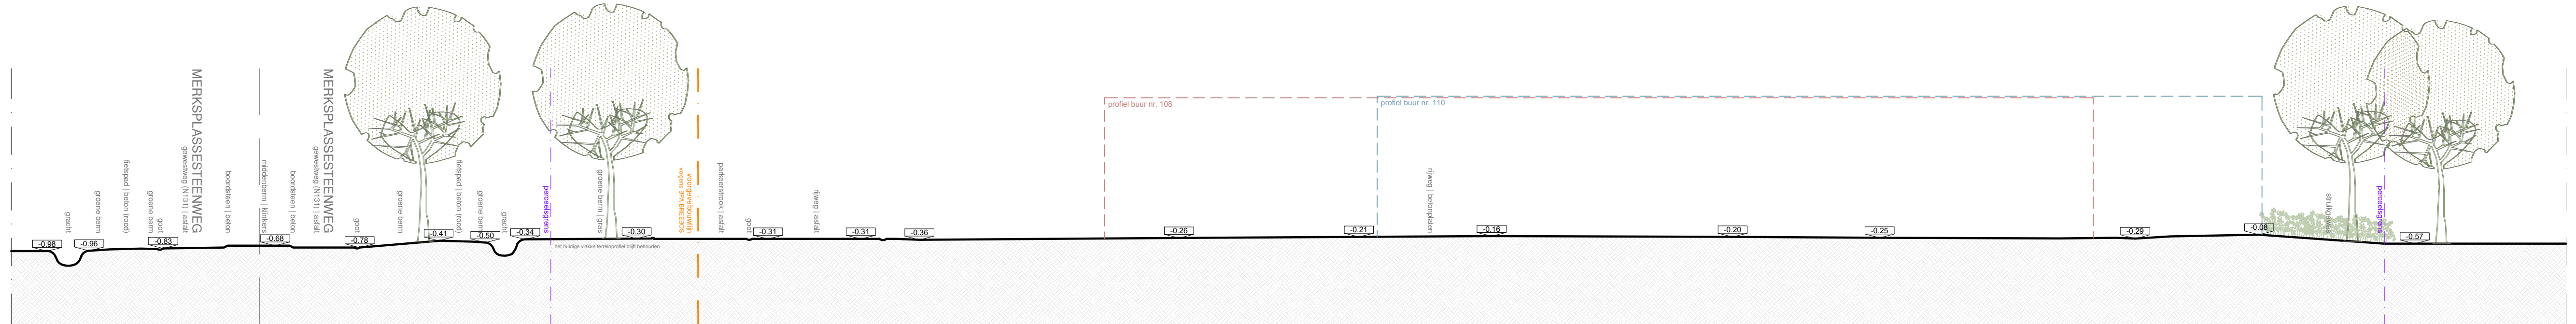 -0.98
gracht
-0.96
groene berm
fietspad | beton (rood)
groene berm
goot
-0.83
gewestweg (N131) | asfalt
MERKSPLASSESTEENWEG
boordsteen | beton
middenberm | klinkers
-0.68
boordsteen | beton
gewestweg (N131) | asfalt
MERKSPLASSESTEENWEG
goot
-0.78
groene berm
-0.41
fietspad | beton (rood)
groene berm
-0.50
gracht
-0.34
perceelsgrens
het huidige vlakke terreinprofiel blijft behouden
groene berm | gras
-0.30
voorgevelbouwlijn
volgens BPA BREEBOS
parkeerstrook | asfalt
goot
-0.31
rijweg | asfalt
-0.31
-0.36
profiel buur nr. 108
-0.26
-0.21
profiel buur nr. 110
rijweg | betonplaten
-0.16
-0.20
-0.25
-0.29
-0.08
struikgewas
perceelsgrens
-0.57